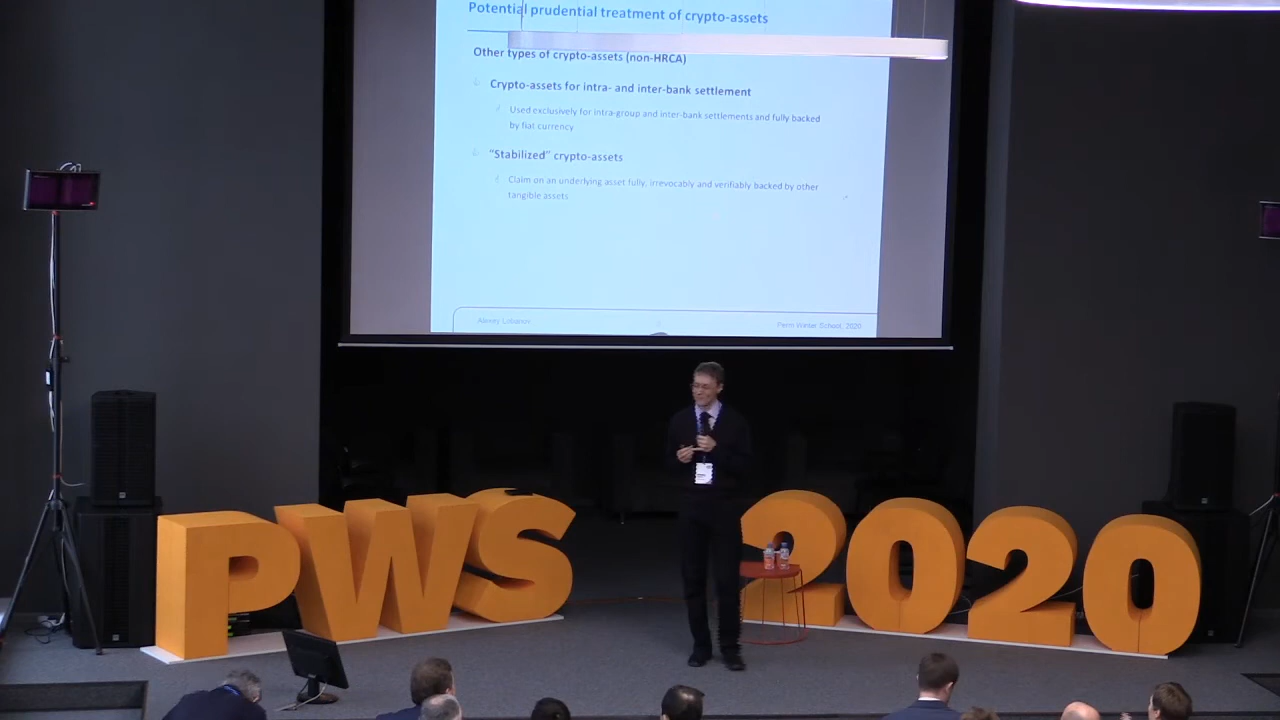 Potential prudential treatment of crypto-assets
Other types of crypto-assets (non-HRCA)
Crypto-assets for intra- and inter-bank settlement
Used exclusively for intra-group and inter-bank settlements and fully backed
by fiat currency
“Stabilized” crypto-assets
Claim on an underlying asset fully, irrevocably and verifiably backed by other
tangible assets
Alexey Lobanov
Perm Winter School, 2020
PWS 2020